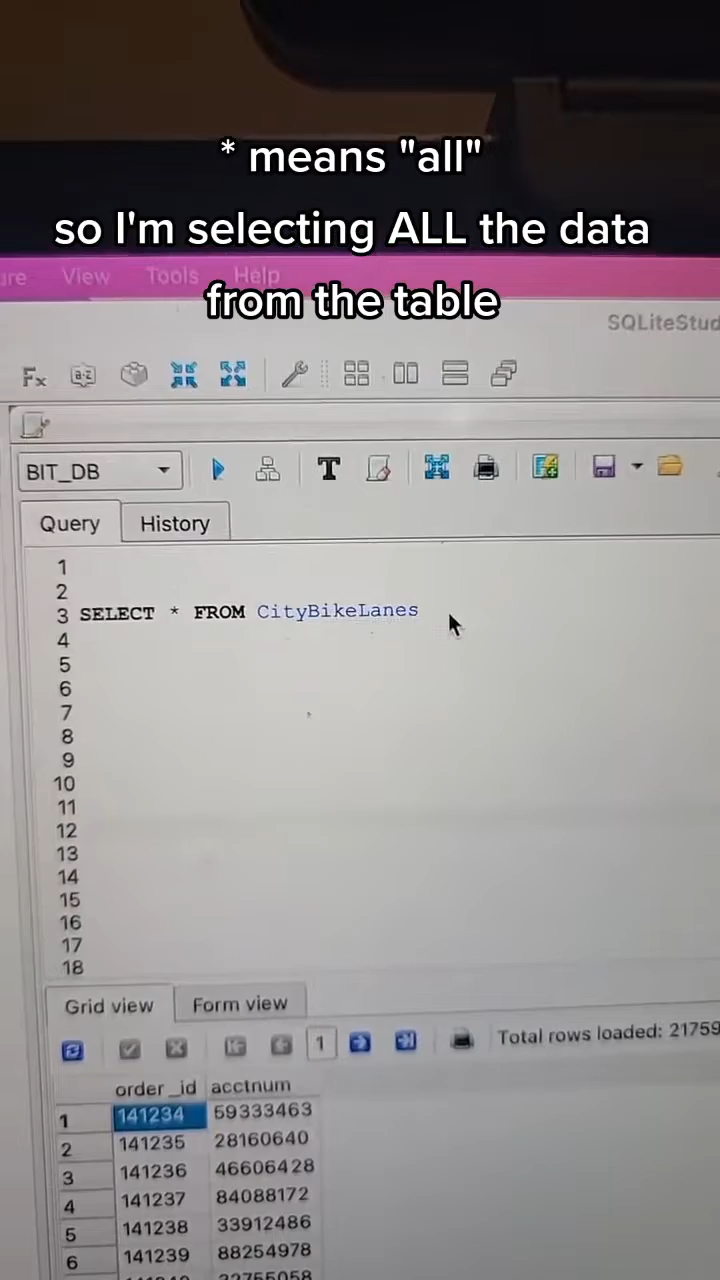 * means "all"
so I'm selecting ALL the data
from the table
View Tools Help
SQLiteStud
Fx a-z
BIT_DB T
Query History
1
2
3 SELECT * FROM CityBikeLanes
4
5
6
7
8
9
10
11
12
13
14
15
16
17
18
Grid view Form view
1 Total rows loaded: 21759
order_id acctnum
1 141234 59333463
2 141235 28160640
3 141236 46606428
4 141237 84088172
5 141238 33912486
6 141239 88254978